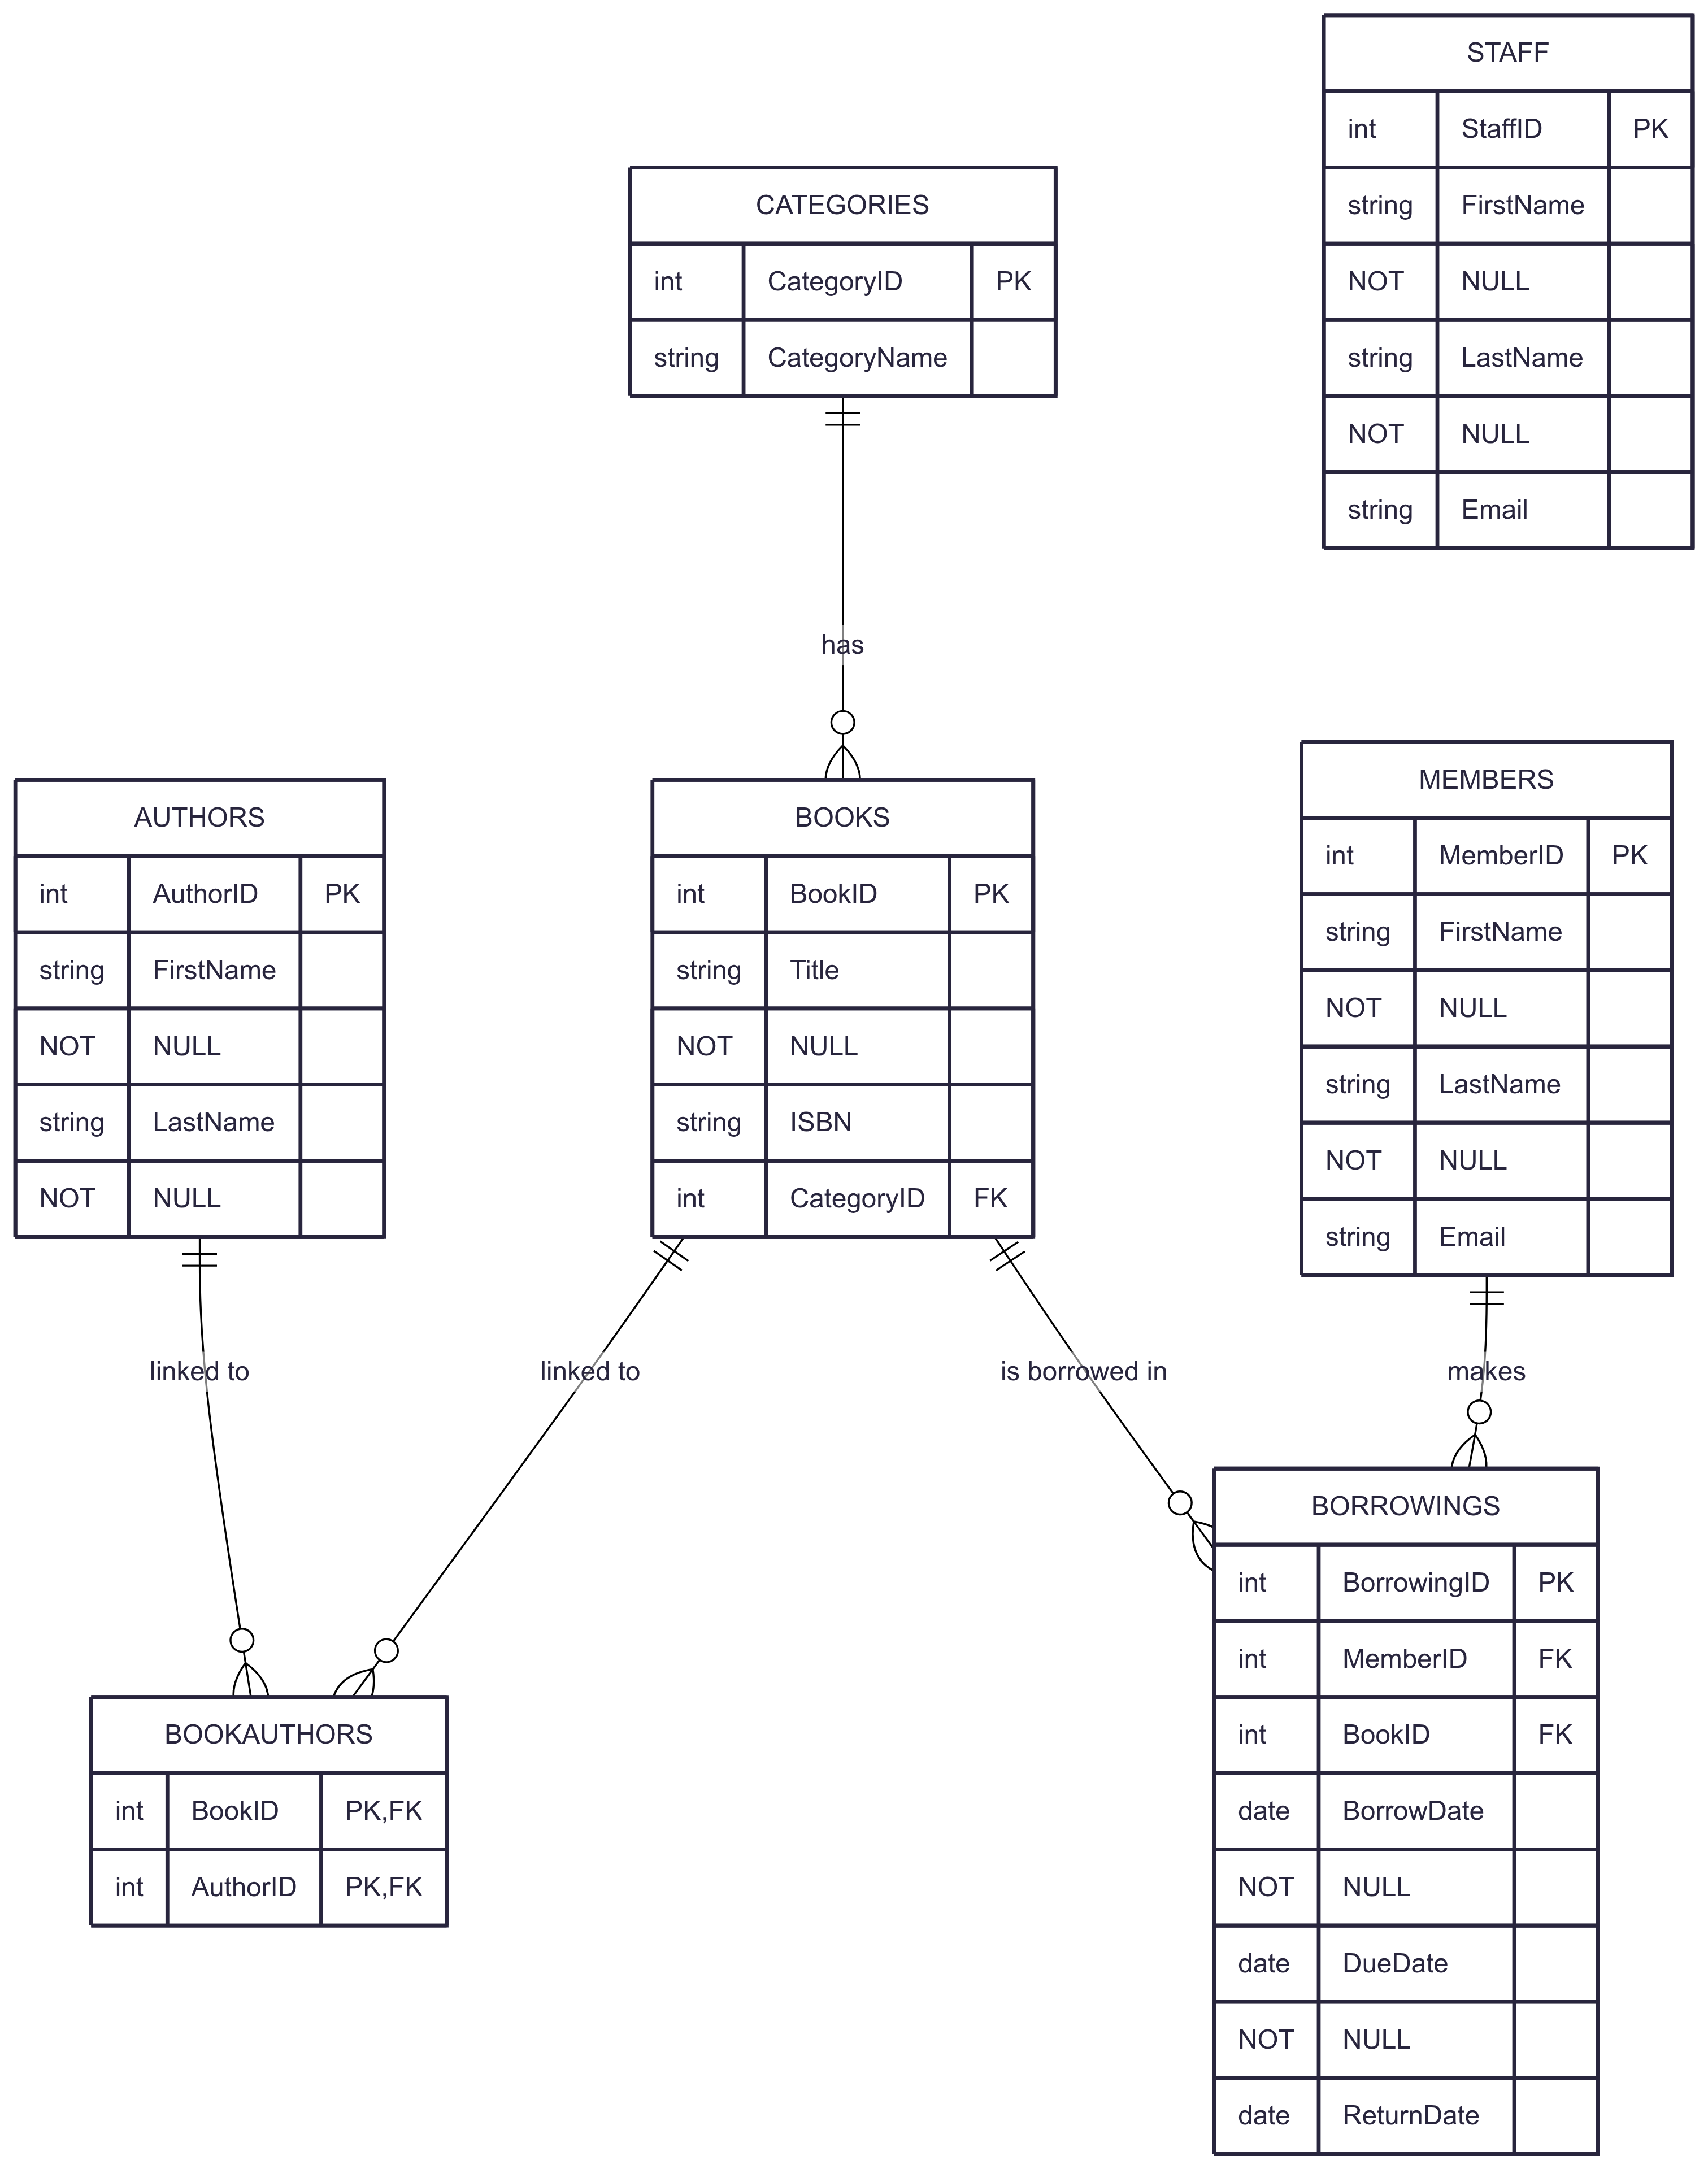 STAFF
int StaffID PK
string FirstName
NOT NULL
string LastName
NOT NULL
string Email
CATEGORIES
int CategoryID PK
string CategoryName
has
AUTHORS
int AuthorID PK
string FirstName
NOT NULL
string LastName
NOT NULL
BOOKS
int BookID PK
string Title
NOT NULL
string ISBN
int CategoryID FK
MEMBERS
int MemberID PK
string FirstName
NOT NULL
string LastName
NOT NULL
string Email
linked to
linked to
is borrowed in
makes
BOOKAUTHORS
int BookID PK,FK
int AuthorID PK,FK
BORROWINGS
int BorrowingID PK
int MemberID FK
int BookID FK
date BorrowDate
NOT NULL
date DueDate
NOT NULL
date ReturnDate